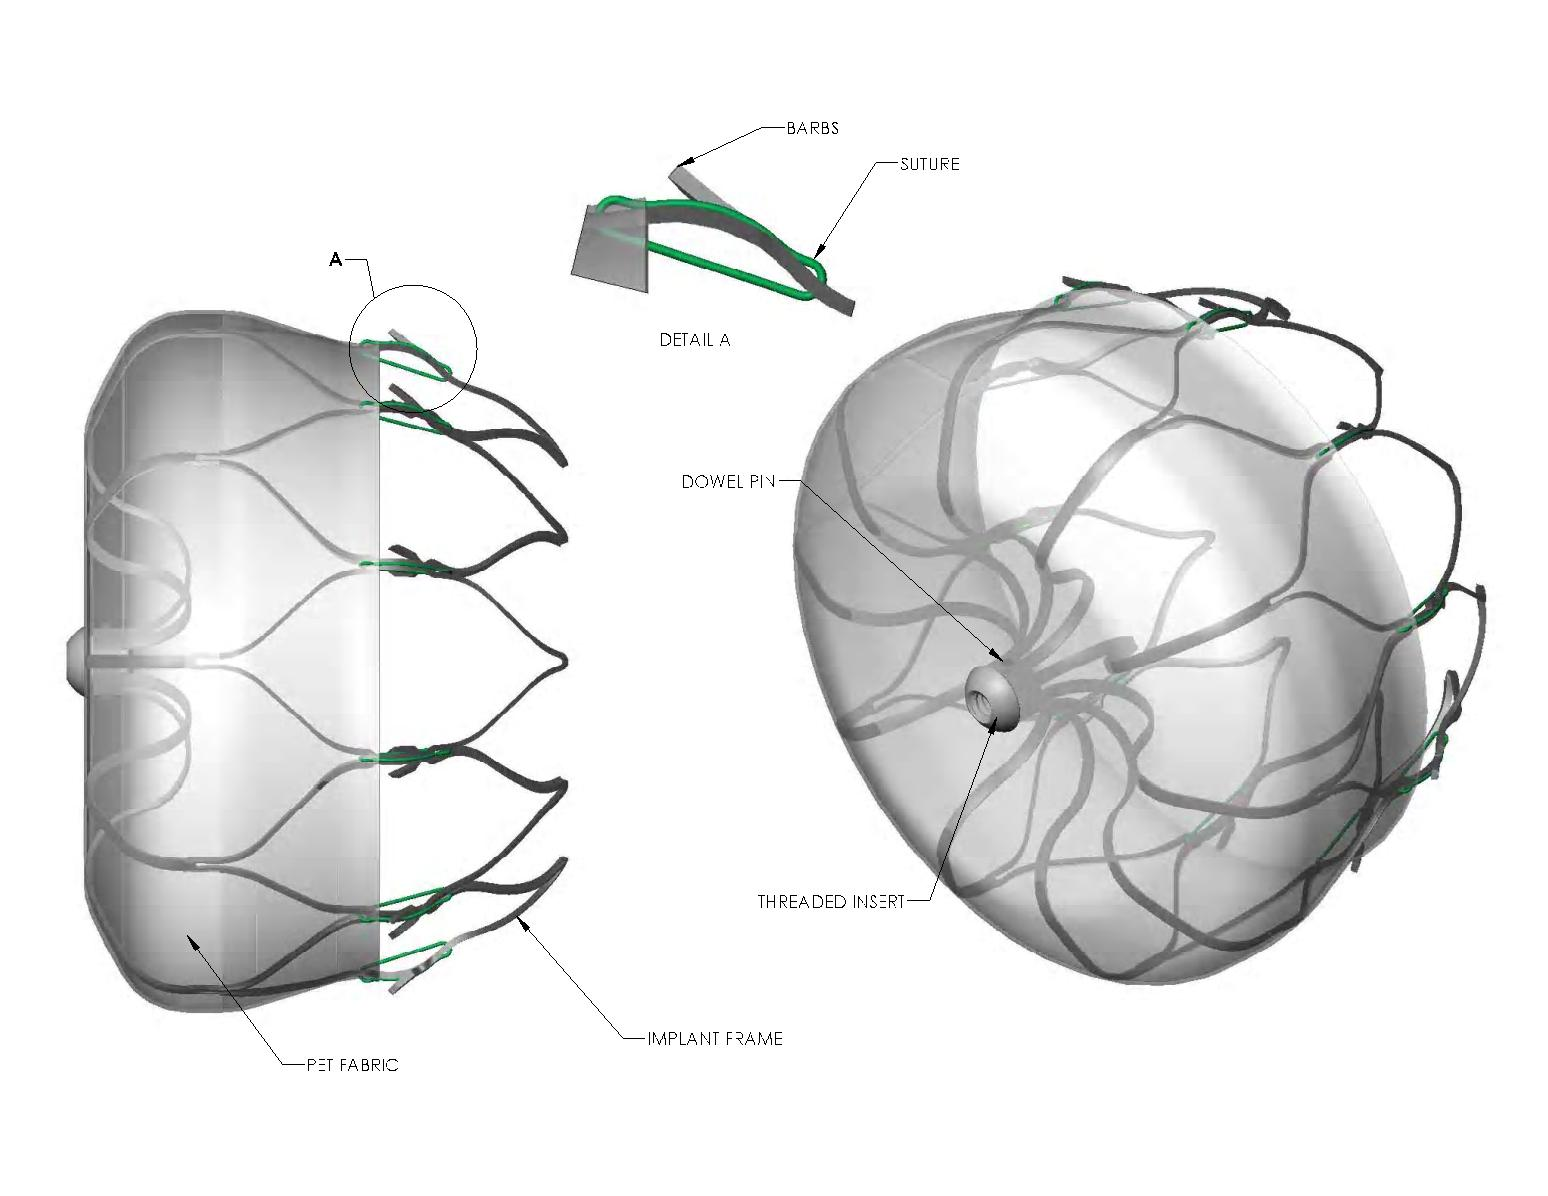 BARBS
SUTURE
A
DETAIL A
DOWEL PIN
THREADED INSERT
IMPLANT FRAME
PET FABRIC